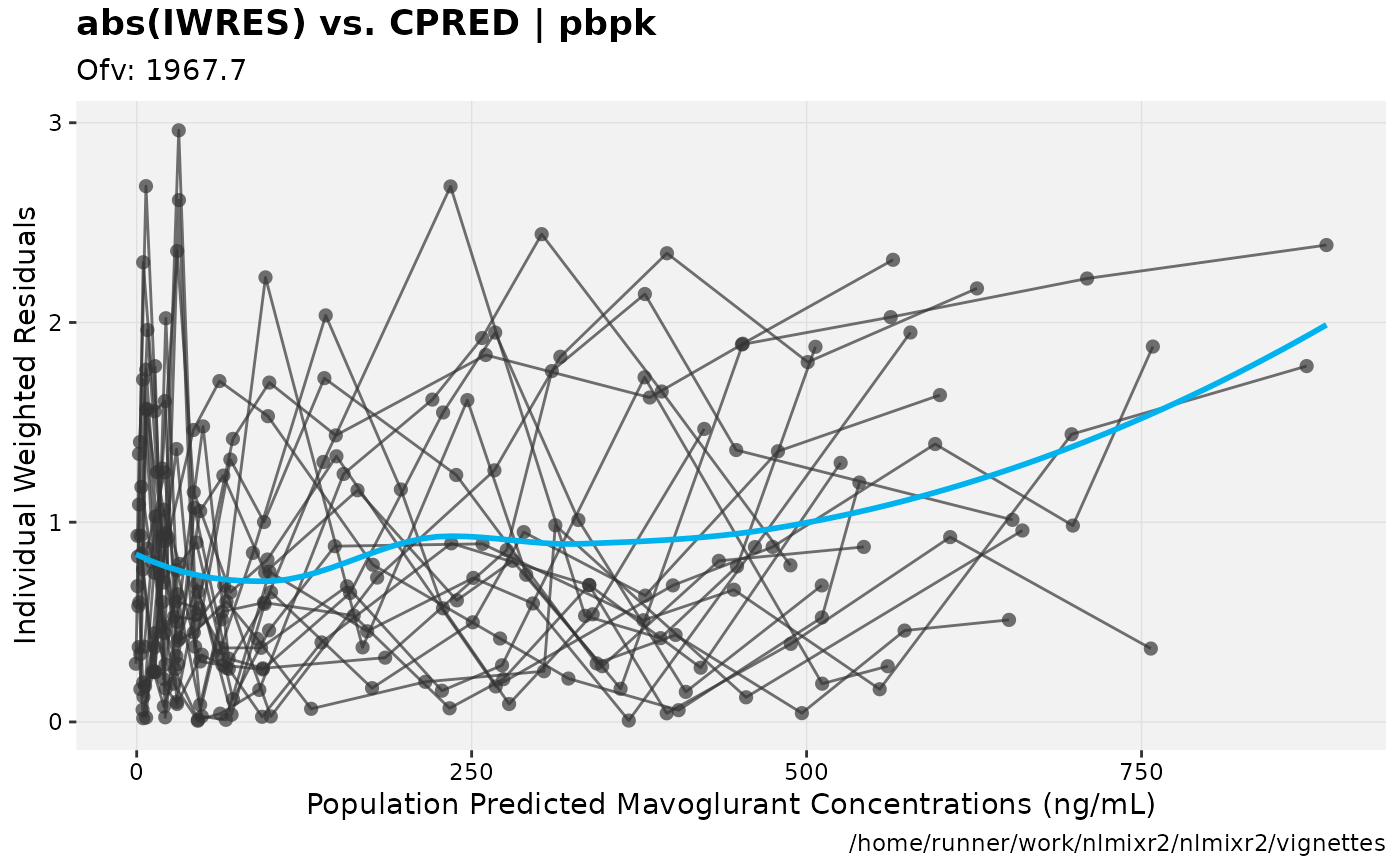 abs(IWRES) vs. CPRED | pbpk
Ofv: 1967.7
Individual Weighted Residuals
3
2
1
0
0
250
500
750
Population Predicted Mavoglurant Concentrations (ng/mL)
/home/runner/work/nlmixr2/nlmixr2/vignettes